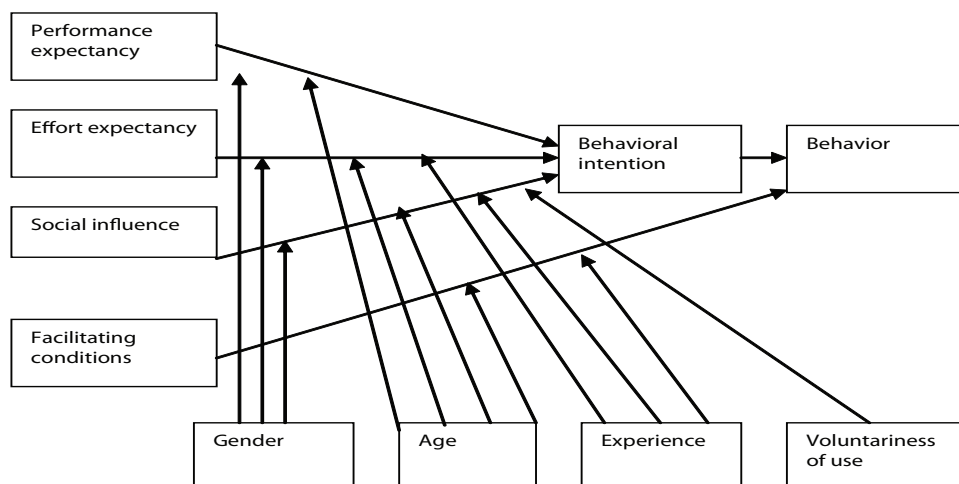 Performance
expectancy
Effort expectancy
Social influence
Facilitating
conditions
Behavioral
intention
Behavior
Gender
Age
Experience
Voluntariness
of use